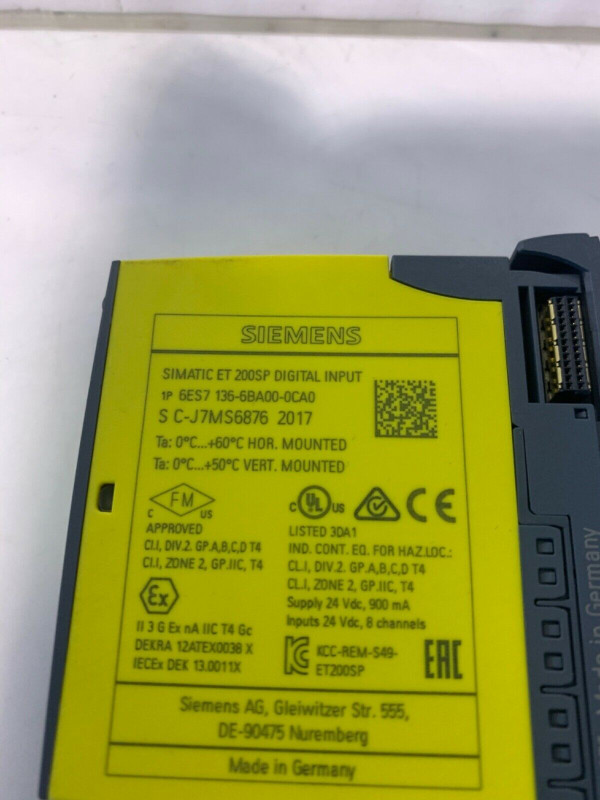 SIEMENS
SIMATIC ET 200SP DIGITAL INPUT
1P 6ES7 136-6BA00-0CA0
S C-J7MS6876 2017
Ta: 0°C...+60°C HOR. MOUNTED
Ta: 0°C...+50°C VERT. MOUNTED
FM
C US
APPROVED
Cl.I, DIV.2. GP.A,B,C,D T4
Cl.I, ZONE 2, GP.IIC, T4
Ex
II 3 G Ex nA IIC T4 Gc
DEKRA 12ATEX0038 X
IECEx DEK 13.0011X
C UL US CE
LISTED 3DA1
IND. CONT. EQ. FOR HAZ.LOC.:
CL.I, DIV.2. GP.A,B,C,D T4
CL.I, ZONE 2, GP.IIC, T4
Supply 24 Vdc, 900 mA
Inputs 24 Vdc, 8 channels
KCC-REM-S49-
ET200SP
EAC
Siemens AG, Gleiwitzer Str. 555,
DE-90475 Nuremberg
Made in Germany
Made in Germany